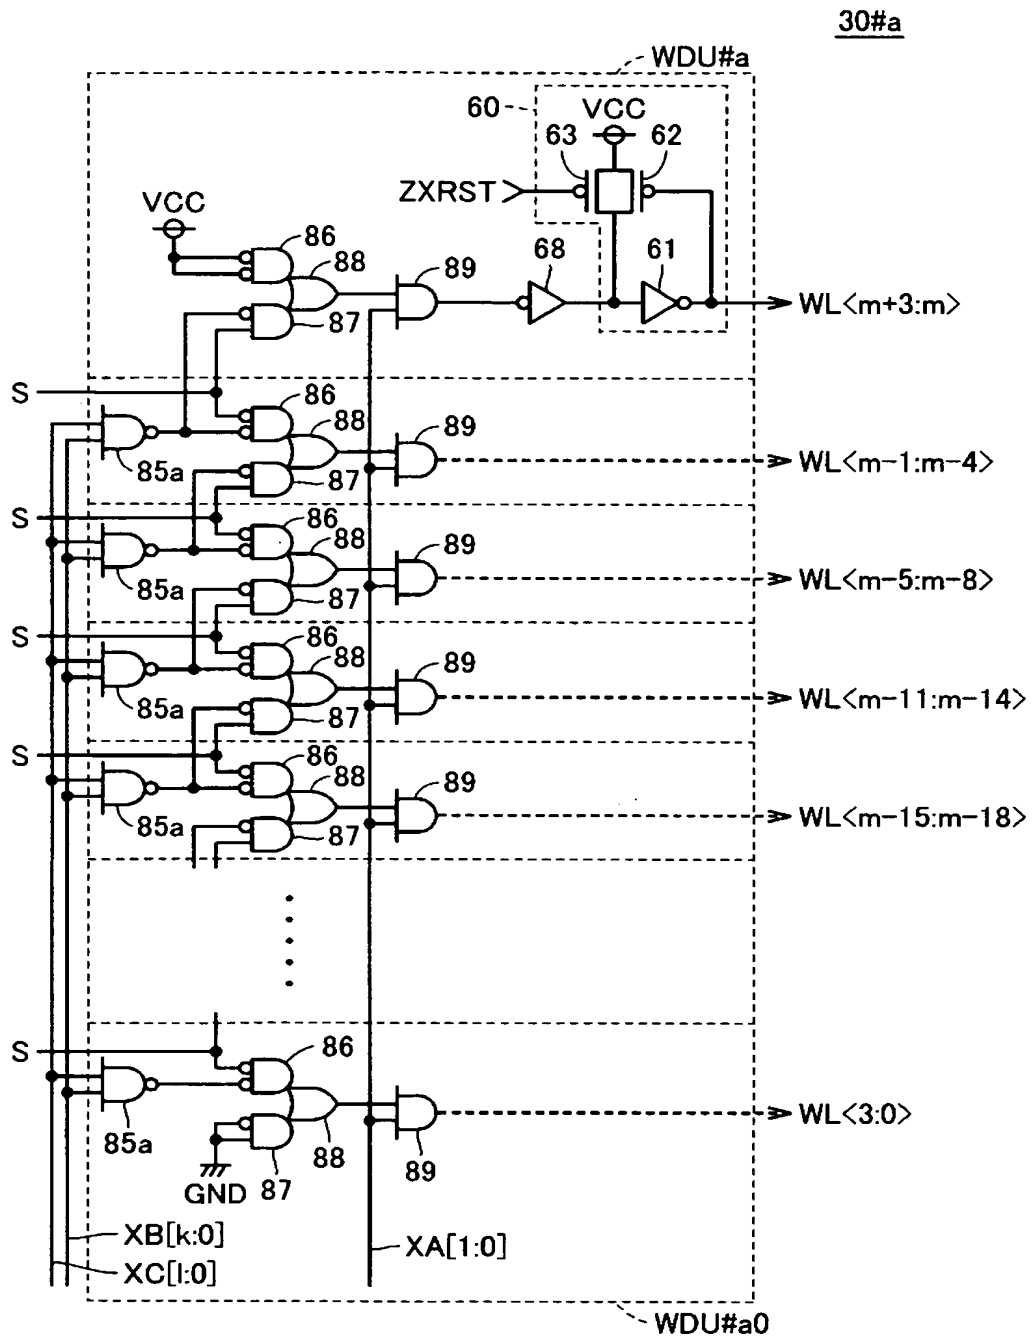 30#a
WDU#a
60
VCC
63
62
ZXRST
VCC
86
88
89
68
61
87
WL<m+3:m>
S
86
88
89
85a
87
WL<m-1:m-4>
S
86
88
89
85a
87
WL<m-5:m-8>
S
86
88
89
85a
87
WL<m-11:m-14>
S
86
88
89
85a
87
WL<m-15:m-18>
S
86
85a
88
89
WL<3:0>
GND
87
XB[k:0]
XA[1:0]
XC[l:0]
WDU#a0